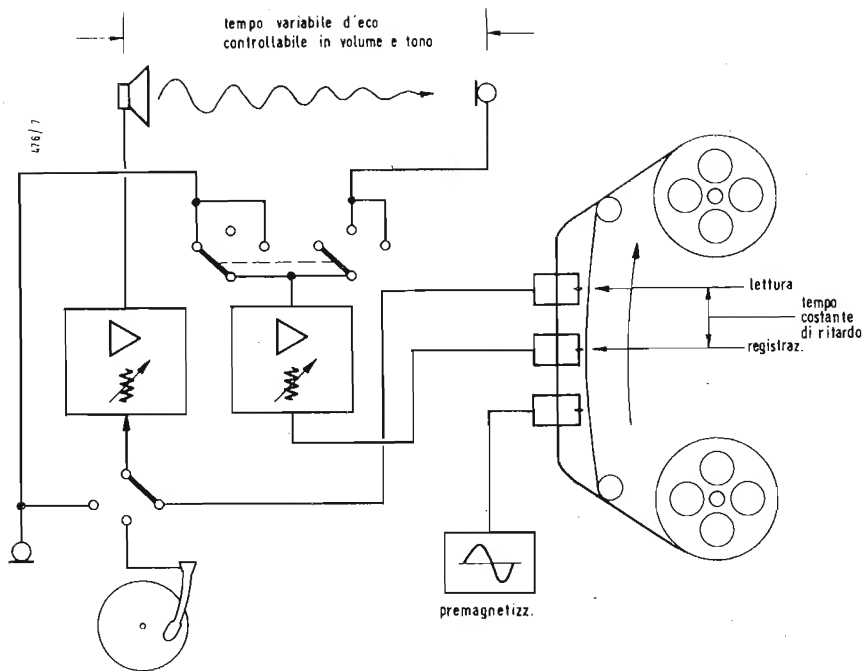 tempo variabile d'eco
controllabile in volume e tono
476/7
lettura
tempo
costante
di ritardo
registraz.
premagnetizz.